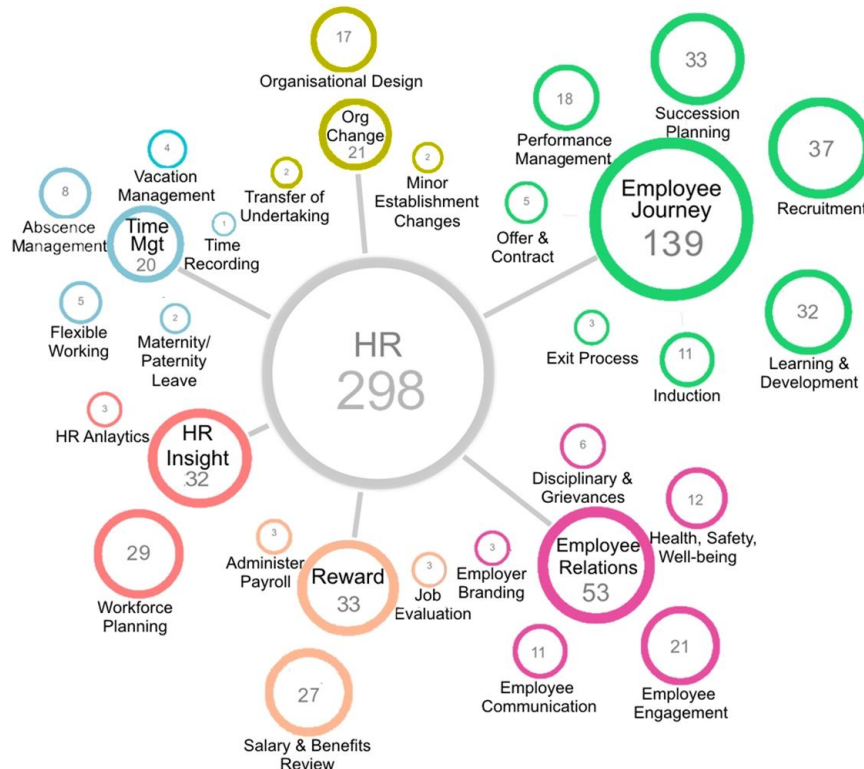 17
Organisational Design
Org
Change
21
2
Transfer of
Undertaking
2
Minor
Establishment
Changes
33
Succession
Planning
18
Performance
Management
37
Recruitment
Employee
Journey
139
5
Offer &
Contract
3
Exit Process
11
Induction
32
Learning &
Development
4
Vacation
Management
8
Abscence
Management
Time
Mgt
20
1
Time
Recording
5
Flexible
Working
2
Maternity/
Paternity
Leave
HR
298
3
HR Anlaytics
HR
Insight
32
29
Workforce
Planning
3
Administer
Payroll
Reward
33
3
Job
Evaluation
27
Salary & Benefits
Review
6
Disciplinary &
Grievances
12
Health, Safety,
Well-being
3
Employer
Branding
Employee
Relations
53
11
Employee
Communication
21
Employee
Engagement